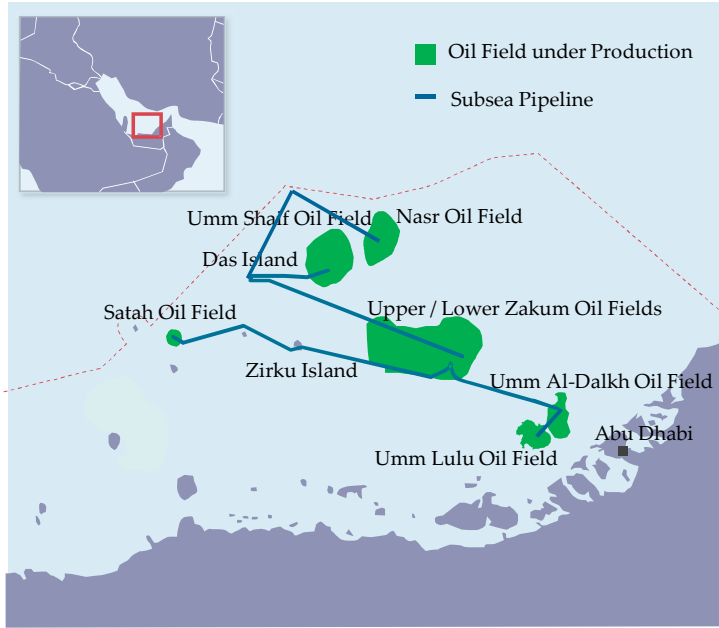 Oil Field under Production
Subsea Pipeline
Umm Shaif Oil Field
Nasr Oil Field
Das Island
Satah Oil Field
Upper / Lower Zakum Oil Fields
Zirku Island
Umm Al-Dalkh Oil Field
Abu Dhabi
Umm Lulu Oil Field